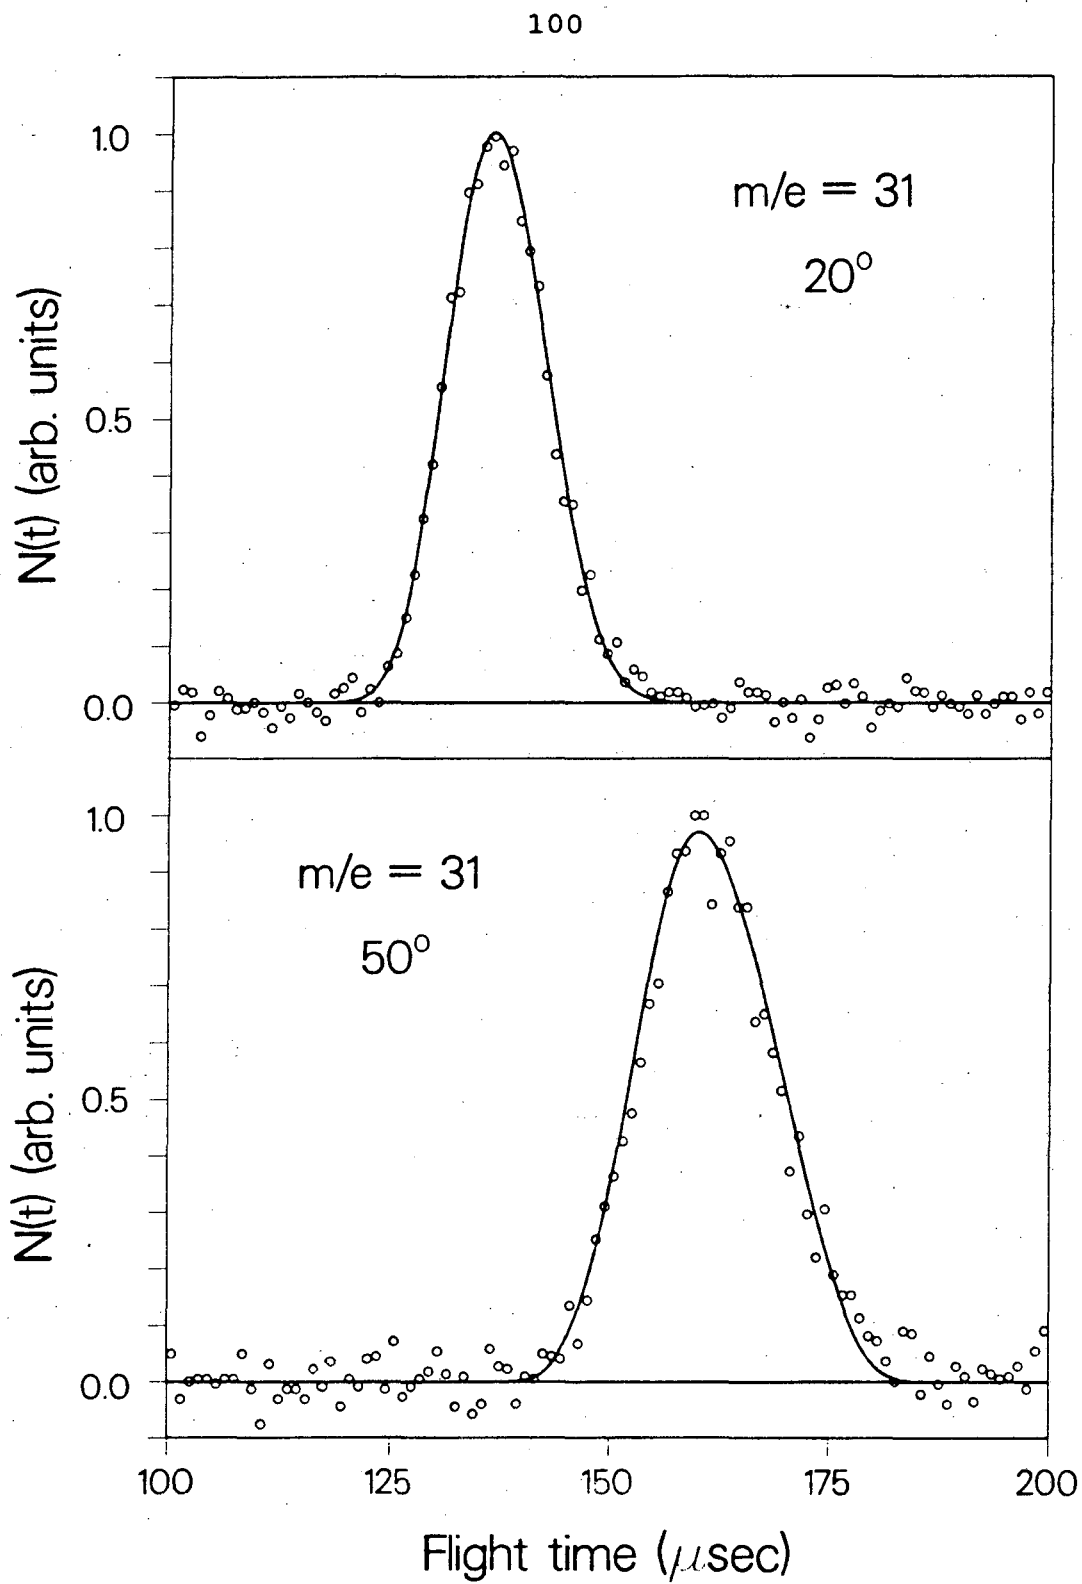 100
1.0
m/e = 31
20°
0.5
0.0
N(t) (arb. units)
1.0
m/e = 31
50°
0.5
0.0
N(t) (arb. units)
100 125 150 175 200
Flight time (μsec)